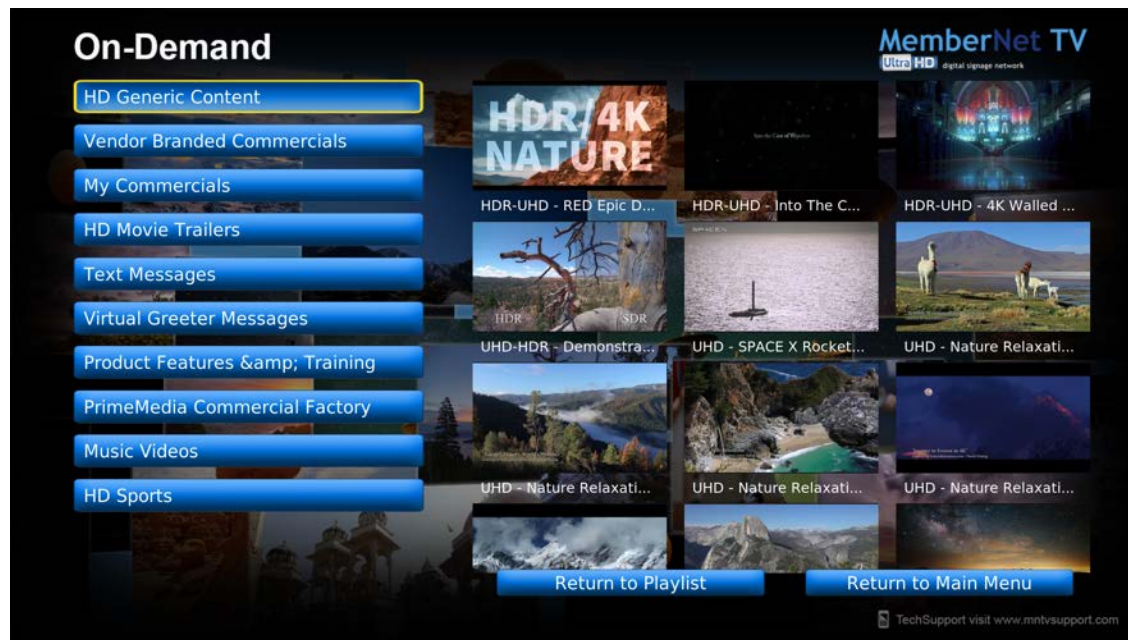 On-Demand
MemberNet TV
Ultra HD digital signage network
HD Generic Content
Vendor Branded Commercials
My Commercials
HD Movie Trailers
Text Messages
Virtual Greeter Messages
Product Features &amp; Training
PrimeMedia Commercial Factory
Music Videos
HD Sports
HDR/4K
NATURE
HDR-UHD - RED Epic D...
HDR-UHD - Into The C...
HDR-UHD - 4K Walled ...
HDR
SDR
SPACEX
UHD-HDR - Demonstra...
UHD - SPACE X Rocket...
UHD - Nature Relaxati...
UHD - Nature Relaxati...
UHD - Nature Relaxati...
UHD - Nature Relaxati...
Return to Playlist
Return to Main Menu
TechSupport visit www.mntvsupport.com